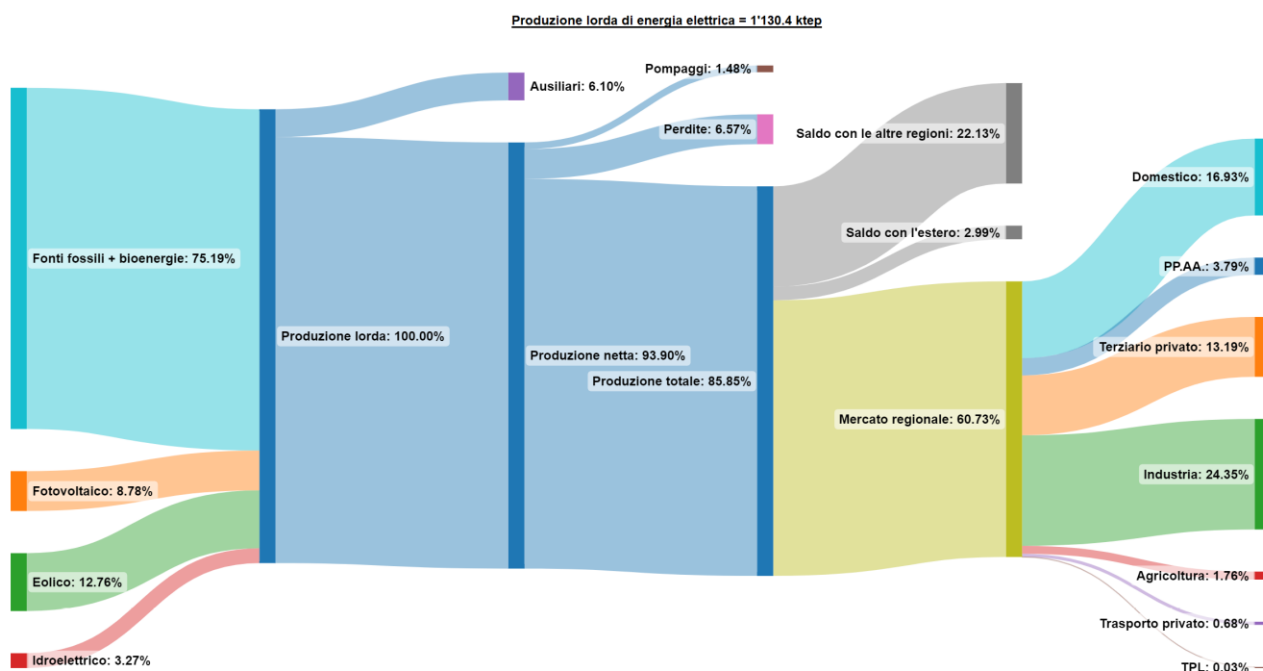 Produzione lorda di energia elettrica = 1'130.4 ktep
Fonti fossili + bioenergie: 75.19%
Fotovoltaico: 8.78%
Eolico: 12.76%
Idroelettrico: 3.27%
Produzione lorda: 100.00%
Ausiliari: 6.10%
Produzione netta: 93.90%
Pompaggi: 1.48%
Perdite: 6.57%
Produzione totale: 85.85%
Saldo con le altre regioni: 22.13%
Saldo con l'estero: 2.99%
Mercato regionale: 60.73%
Domestico: 16.93%
PP.AA.: 3.79%
Terziario privato: 13.19%
Industria: 24.35%
Agricoltura: 1.76%
Trasporto privato: 0.68%
TPL: 0.03%